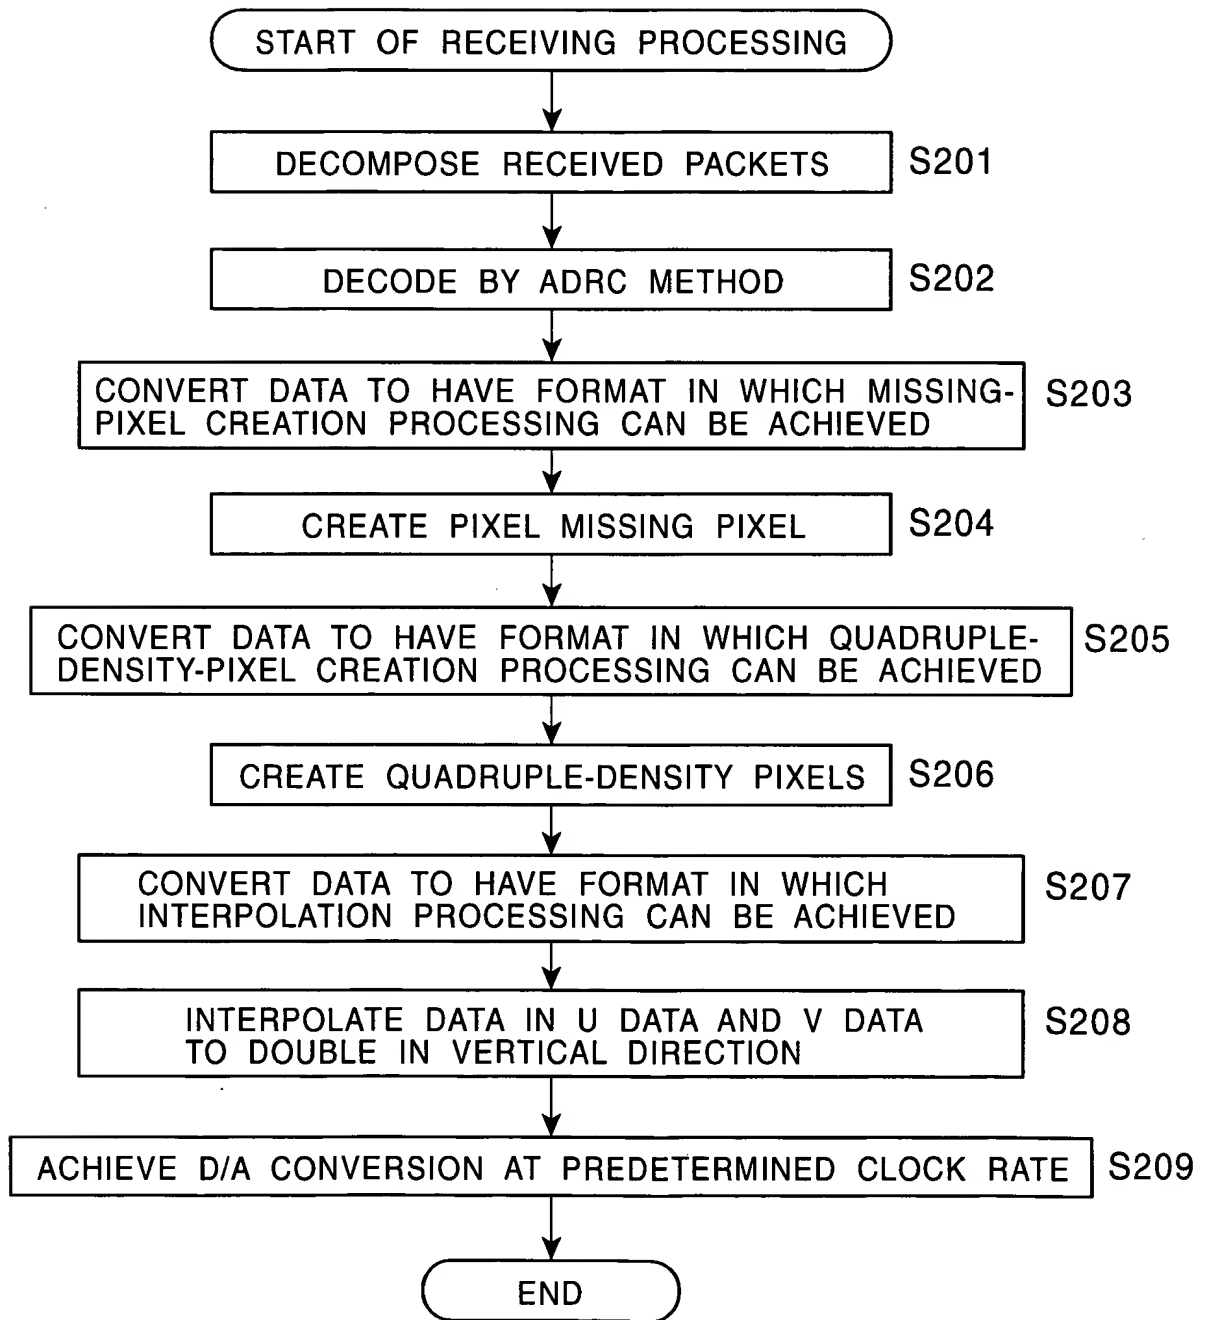 START OF RECEIVING PROCESSING
DECOMPOSE RECEIVED PACKETS
S201
DECODE BY ADRC METHOD
S202
CONVERT DATA TO HAVE FORMAT IN WHICH MISSING-
PIXEL CREATION PROCESSING CAN BE ACHIEVED
S203
CREATE PIXEL MISSING PIXEL
S204
CONVERT DATA TO HAVE FORMAT IN WHICH QUADRUPLE-
DENSITY-PIXEL CREATION PROCESSING CAN BE ACHIEVED
S205
CREATE QUADRUPLE-DENSITY PIXELS
S206
CONVERT DATA TO HAVE FORMAT IN WHICH
INTERPOLATION PROCESSING CAN BE ACHIEVED
S207
INTERPOLATE DATA IN U DATA AND V DATA
TO DOUBLE IN VERTICAL DIRECTION
S208
ACHIEVE D/A CONVERSION AT PREDETERMINED CLOCK RATE
S209
END